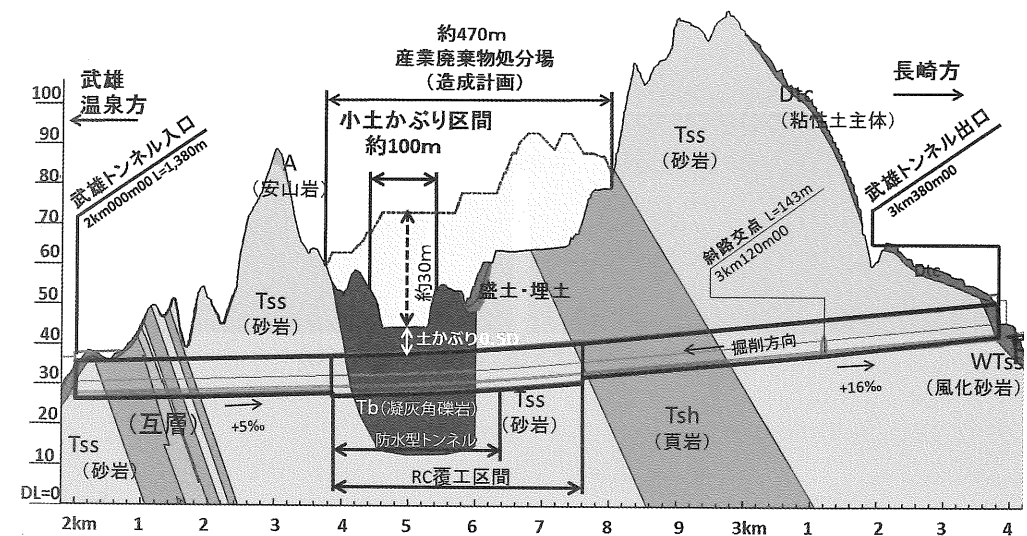 約470m
産業廃棄物処分場
（造成計画）
武雄
温泉方
長崎方
小土かぶり区間
約100m
武雄トンネル入口
2km000m00 L=1,380m
A
（安山岩）
Tss
（砂岩）
Dtc
（粘性土主体）
武雄トンネル出口
3km380m00
斜路交点 L=143m
3km120m00
約30m
盛土・埋土
Tss
（砂岩）
土かぶり0.5D
掘削方向
Dtc
WTss
（風化砂岩）
+16‰
+5‰
（互層）
Tss
（砂岩）
Tb（凝灰角礫岩）
Tss
（砂岩）
Tsh
（頁岩）
防水型トンネル
RC覆工区間
100
90
80
70
60
50
40
30
20
10
DL=0
2km 1 2 3 4 5 6 7 8 9 3km 1 2 3 4